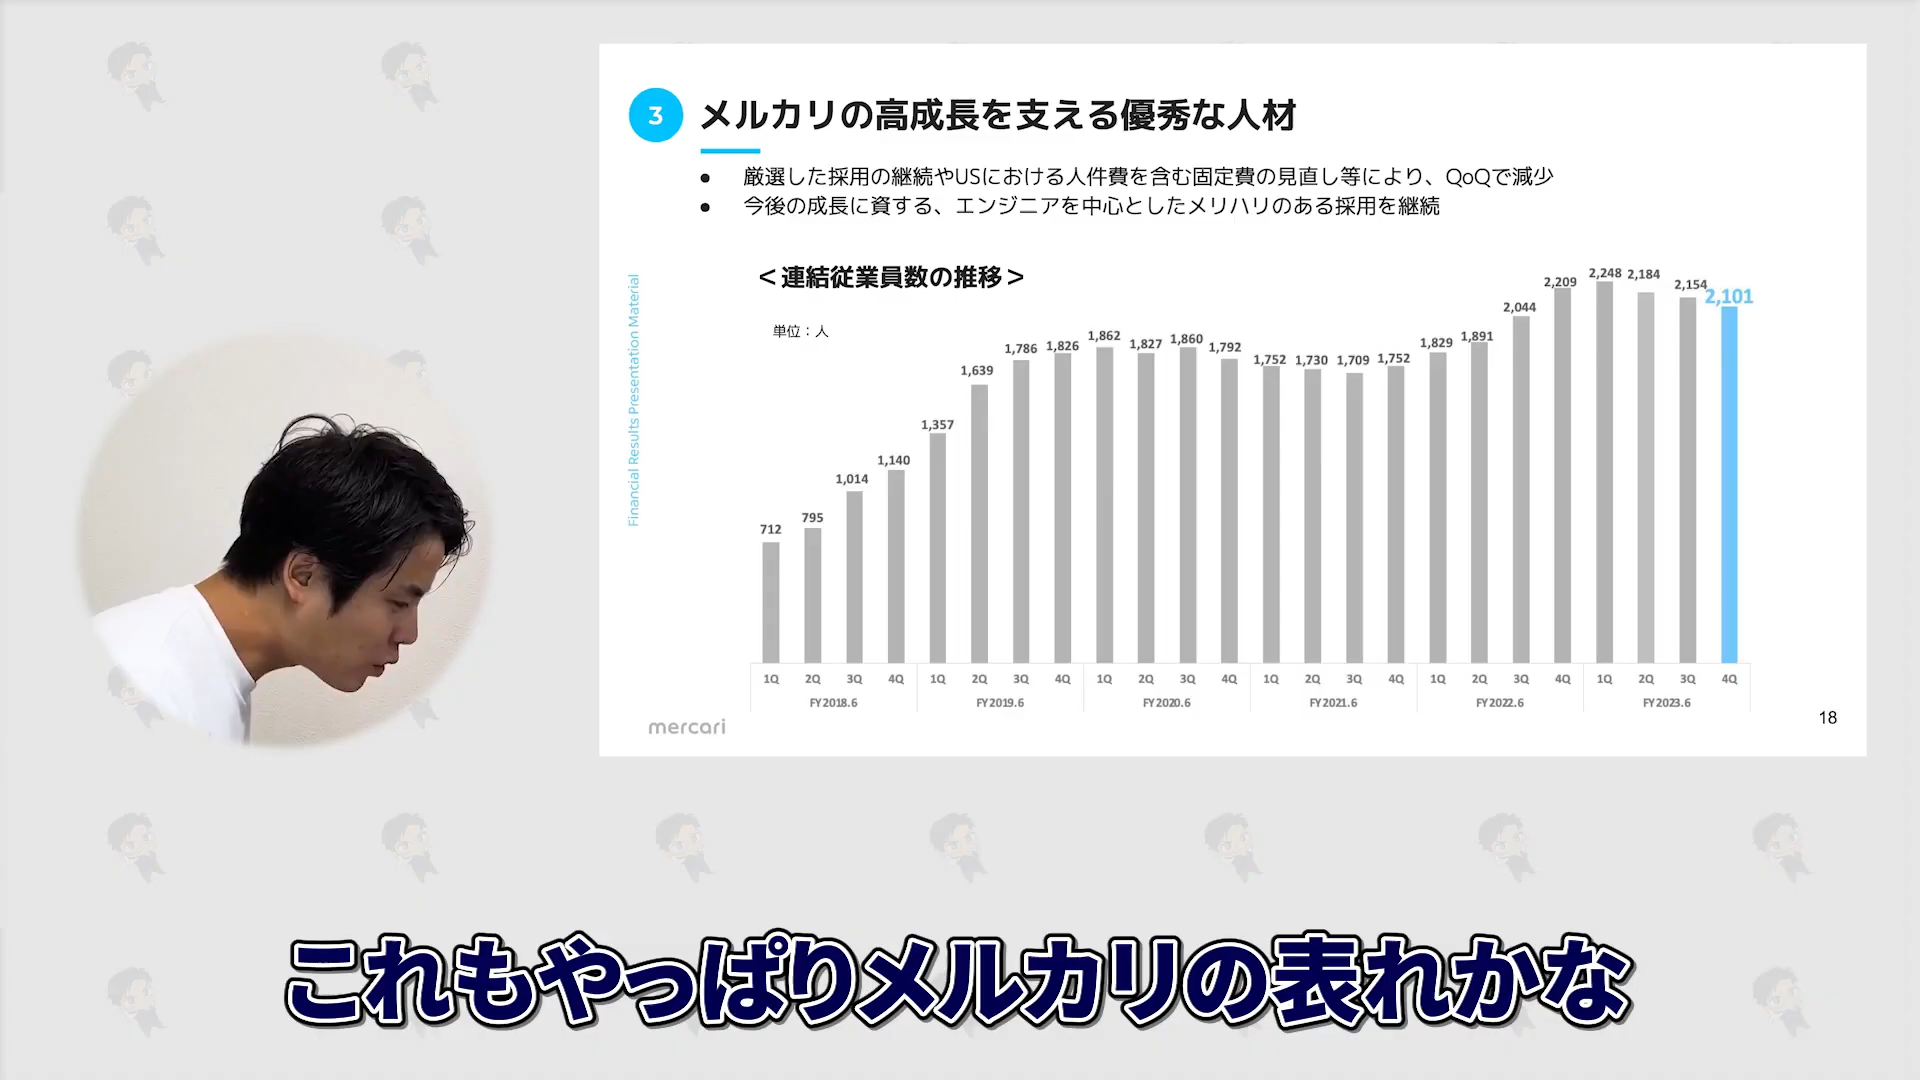 3 メルカリの高成長を支える優秀な人材
● 厳選した採用の継続やUSにおける人件費を含む固定費の見直し等により、QoQで減少
● 今後の成長に資する、エンジニアを中心としたメリハリのある採用を継続
Financial Results Presentation Material
＜連結従業員数の推移＞
単位：人
712 795 1,014 1,140 1,357 1,639 1,786 1,826 1,862 1,827 1,860 1,792 1,752 1,730 1,709 1,752 1,829 1,891 2,044 2,209 2,248 2,184 2,154 2,101
1Q 2Q 3Q 4Q 1Q 2Q 3Q 4Q 1Q 2Q 3Q 4Q 1Q 2Q 3Q 4Q 1Q 2Q 3Q 4Q 1Q 2Q 3Q 4Q
FY2018.6 FY2019.6 FY2020.6 FY2021.6 FY2022.6 FY2023.6
mercari
18
これもやっぱりメルカリの表れかな